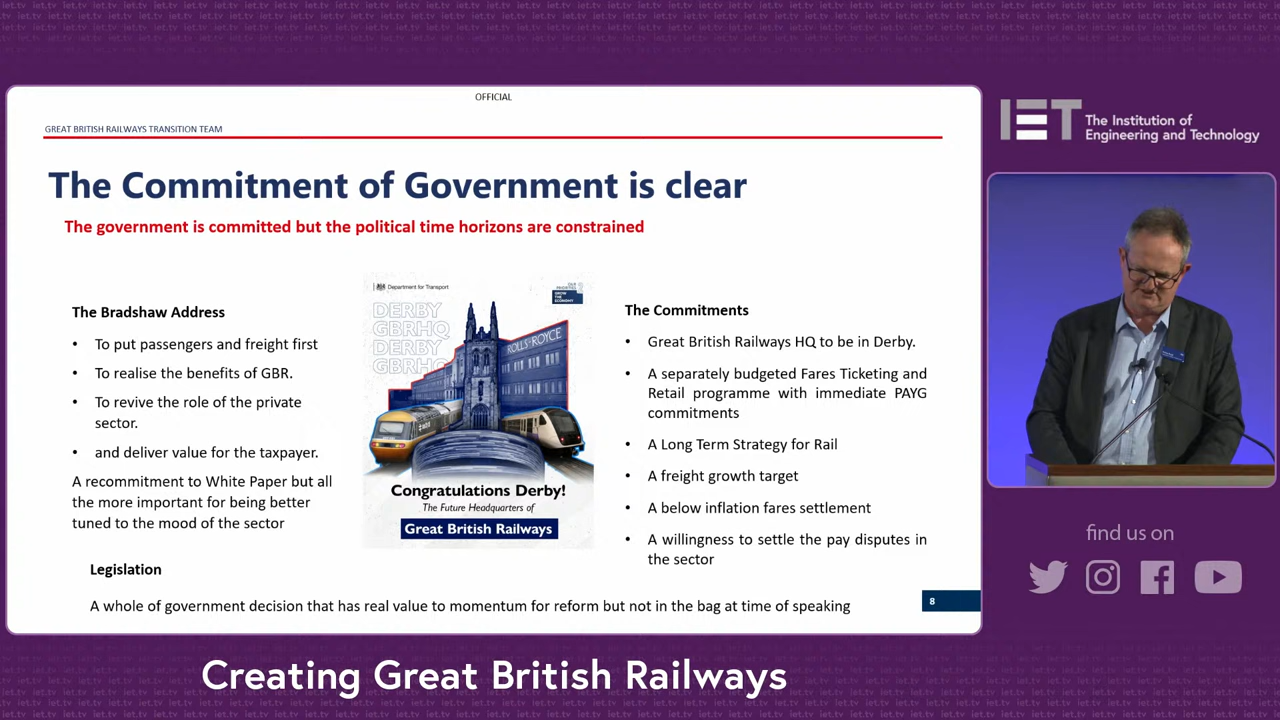 OFFICIAL
GREAT BRITISH RAILWAYS TRANSITION TEAM
The Commitment of Government is clear
The government is committed but the political time horizons are constrained
The Bradshaw Address
• To put passengers and freight first
• To realise the benefits of GBR.
• To revive the role of the private
sector.
• and deliver value for the taxpayer.
A recommitment to White Paper but all
the more important for being better
tuned to the mood of the sector
Department for Transport
GROW
THE
ECONOMY
DERBY
GBRHQ
DERBY
GBRHQ
ROLLS-ROYCE
Congratulations Derby!
The Future Headquarters of
Great British Railways
The Commitments
• Great British Railways HQ to be in Derby.
• A separately budgeted Fares Ticketing and
Retail programme with immediate PAYG
commitments
• A Long Term Strategy for Rail
• A freight growth target
• A below inflation fares settlement
• A willingness to settle the pay disputes in
the sector
Legislation
A whole of government decision that has real value to momentum for reform but not in the bag at time of speaking
8
IET The Institution of
Engineering and Technology
find us on
Creating Great British Railways
iet.tv